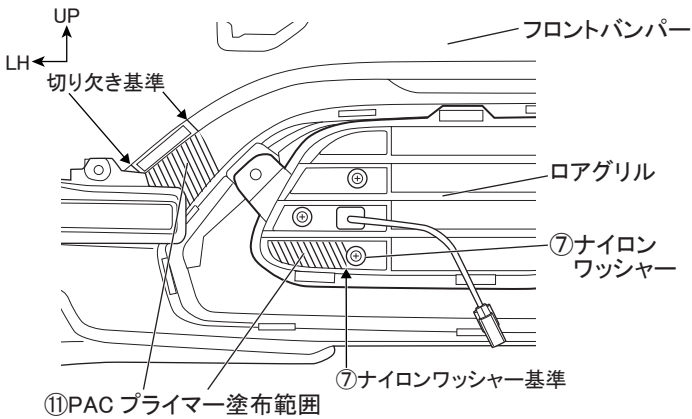 UP
LH
フロントバンパー
切り欠き基準
ロアグリル
⑦ナイロン
ワッシャー
⑦ナイロンワッシャー基準
⑪PAC プライマー塗布範囲